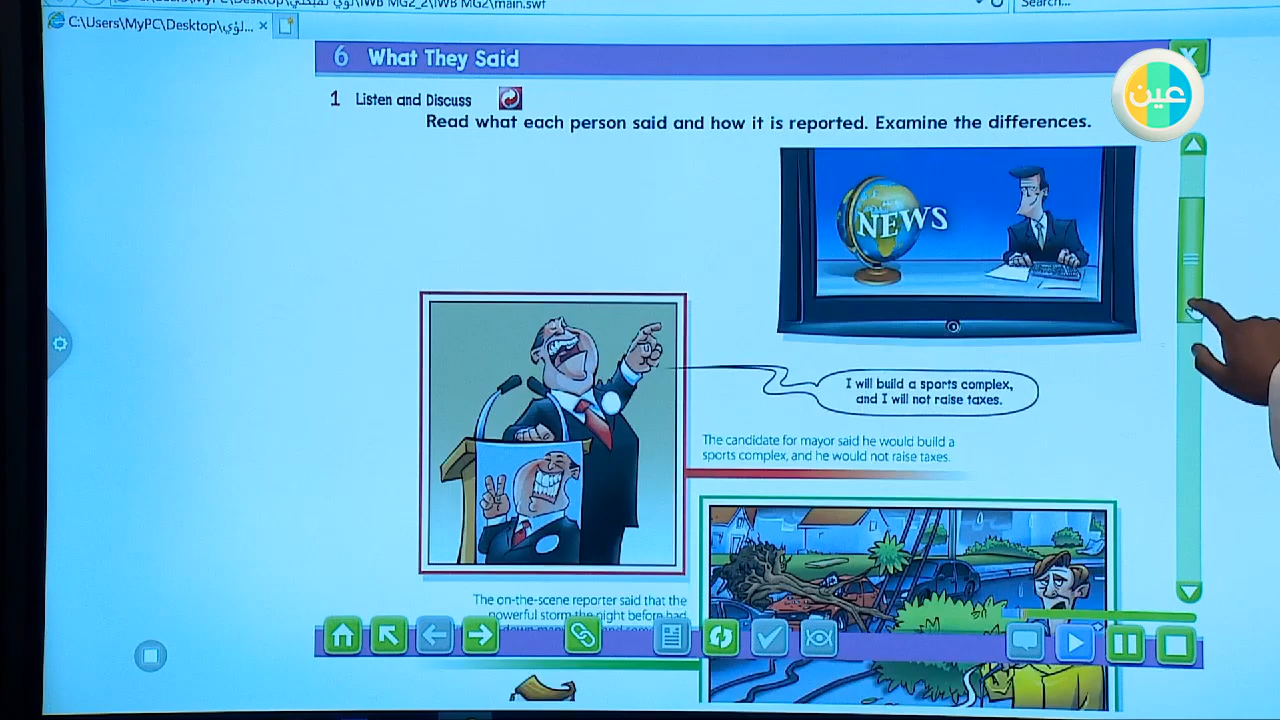 C:\Users\MyPC\Desktop\لؤي...
Search...
عين
6 What They Said
1 Listen and Discuss
Read what each person said and how it is reported. Examine the differences.
NEWS
I will build a sports complex,
and I will not raise taxes.
The candidate for mayor said he would build a
sports complex, and he would not raise taxes.
The on-the-scene reporter said that the
powerful storm the night before had